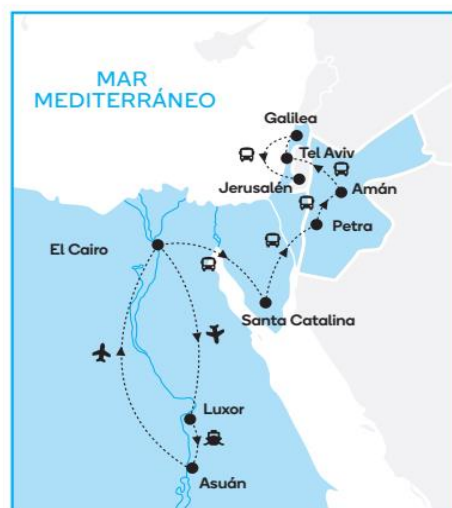 MAR
MEDITERRÁNEO
Galilea
Tel Aviv
Jerusalén
Amán
Petra
El Cairo
Santa Catalina
Luxor
Asuán